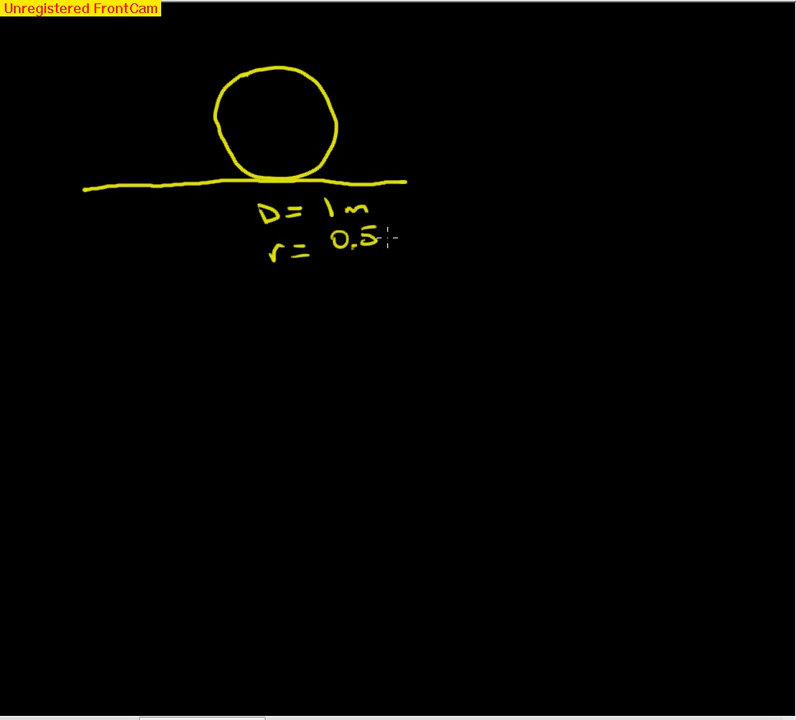 Unregistered FrontCam
D = 1 m
r = 0.5